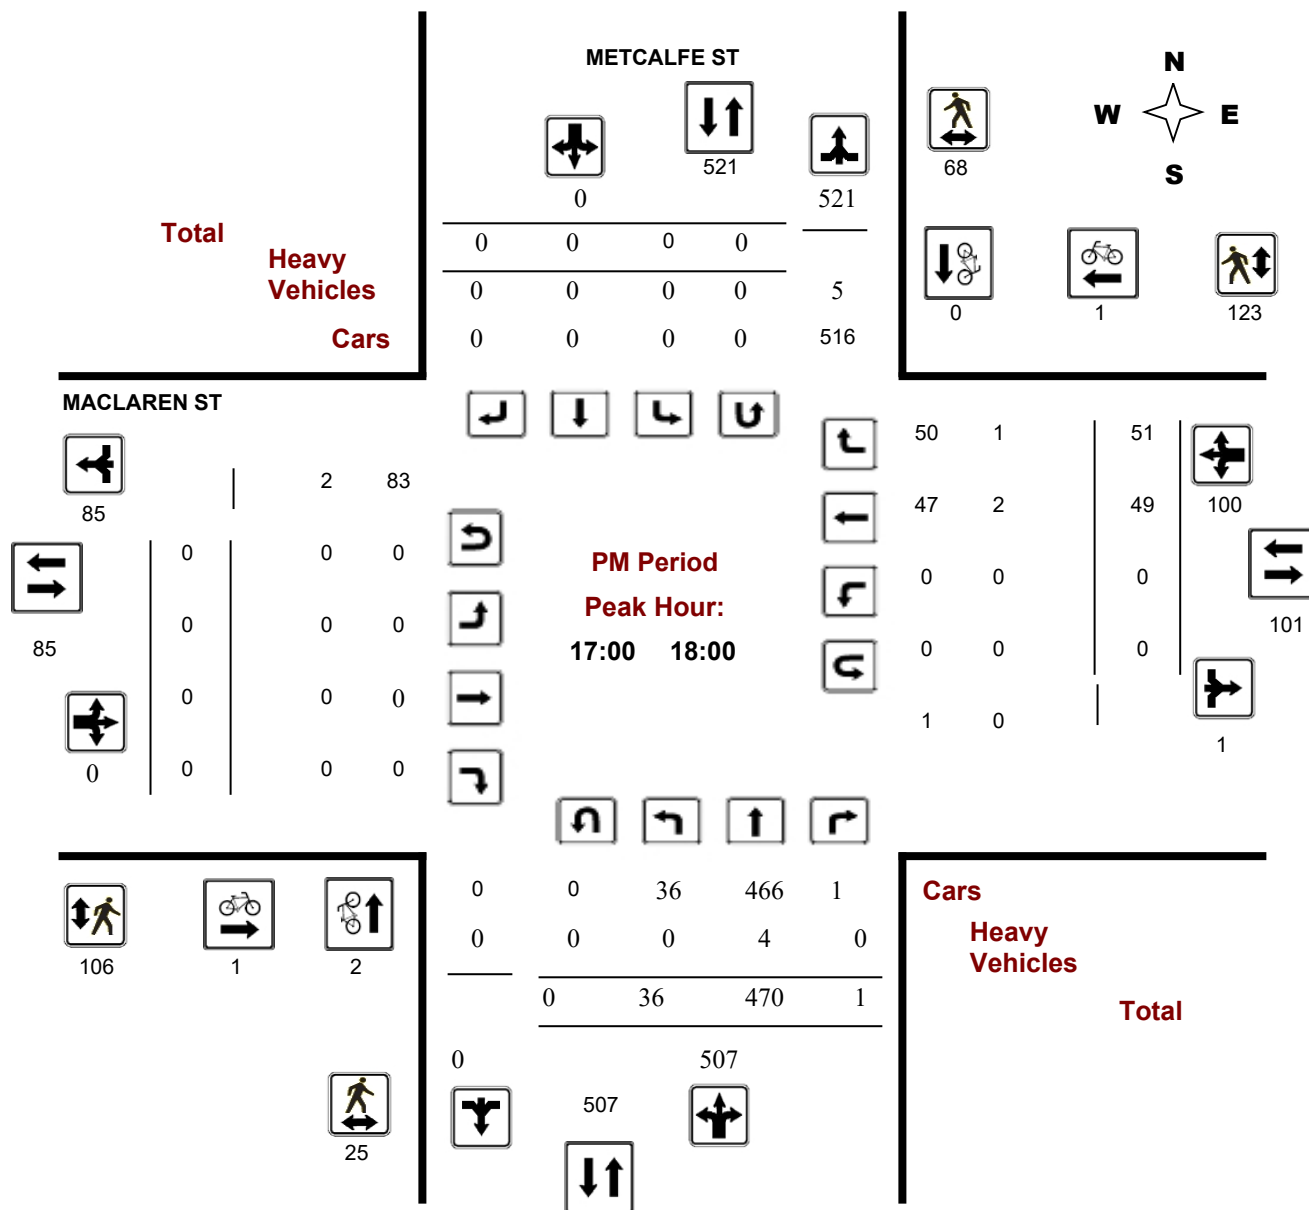 METCALFE ST
N
W E
S
521
68
0 521
Total
0 0 0 0
Heavy
Vehicles
0 0 0 0 5
0 1 123
Cars
0 0 0 0 516
MACLAREN ST
50 1 51
2 83
85
47 2 49 100
0 0 0
PM Period
0 0 0
Peak Hour:
0 0 0
101
85
17:00 18:00
0 0 0
0 0 0
1 0
1
0
0 0 0
0 0 36 466 1
Cars
0 0 0 4 0
Heavy
Vehicles
106 1 2
0 36 470 1
Total
0 507
507
25